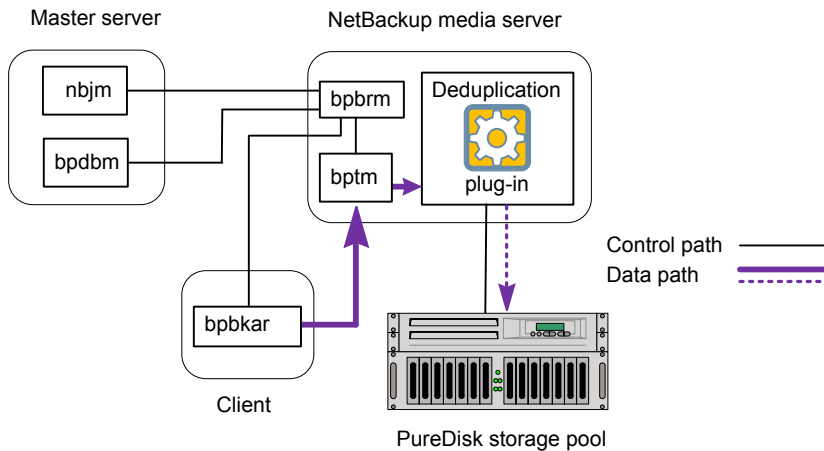 Master server
NetBackup media server
nbjm
bpdbm
bpbrm
bptm
Deduplication
plug-in
Control path
Data path
bpbkar
Client
PureDisk storage pool